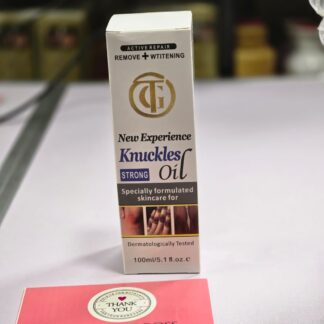 ACTIVE REPAIR
REMOVE + WTITENING
TG
New Experience
Knuckles
STRONG Oil
Specially formulated
skincare for
Dermatologically Tested
100ml/5.1 fl.oz.e
THANK
YOU